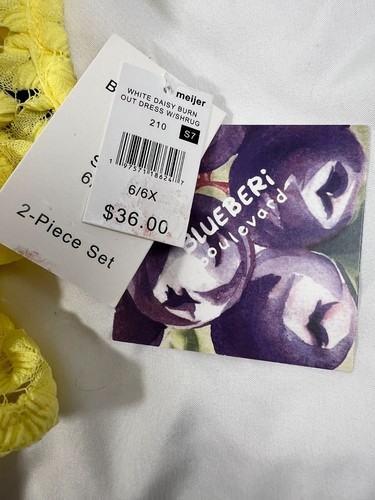 meijer
WHITE DAISY BURN
OUT DRESS W/SHRUG
210 S7
6/6X
$36.00
2-Piece Set
BLUEBERi
boulevard